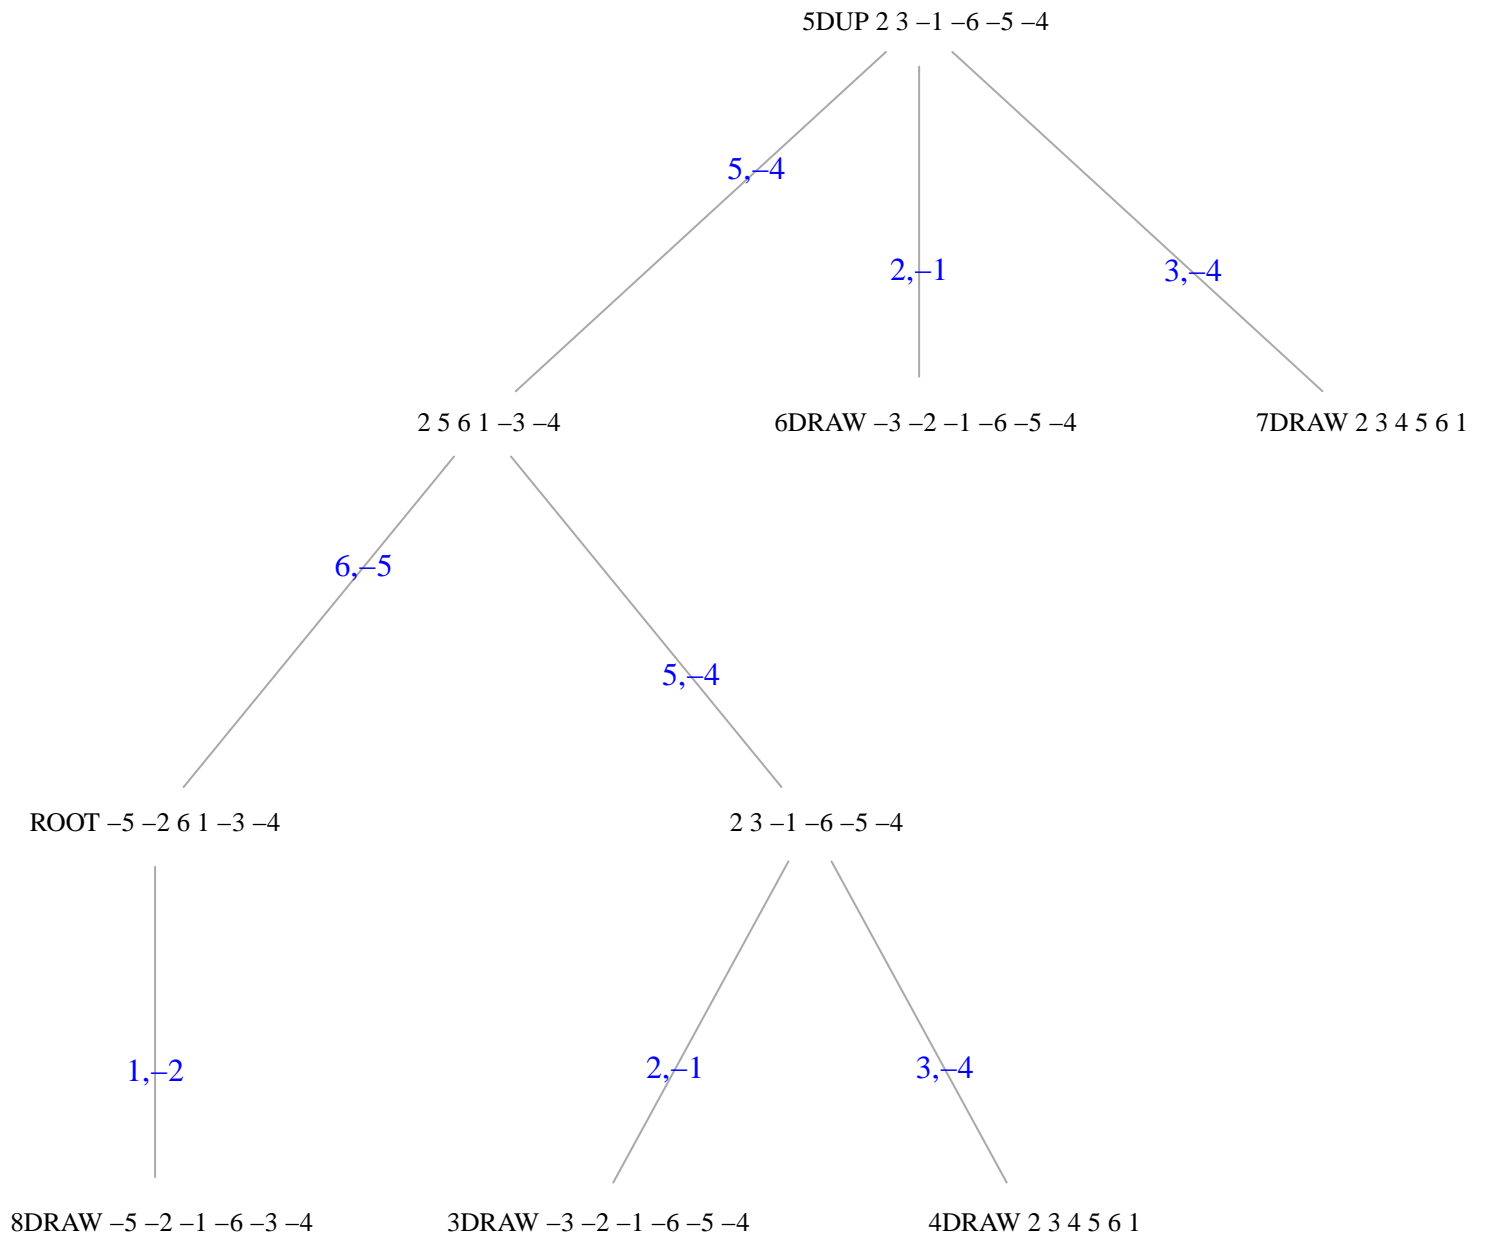 5DUP 2 3 –1 –6 –5 –4
5,–4
2,–1
3,–4
2 5 6 1 –3 –4
6DRAW –3 –2 –1 –6 –5 –4
7DRAW 2 3 4 5 6 1
6,–5
5,–4
ROOT –5 –2 6 1 –3 –4
2 3 –1 –6 –5 –4
1,–2
2,–1
3,–4
8DRAW –5 –2 –1 –6 –3 –4
3DRAW –3 –2 –1 –6 –5 –4
4DRAW 2 3 4 5 6 1